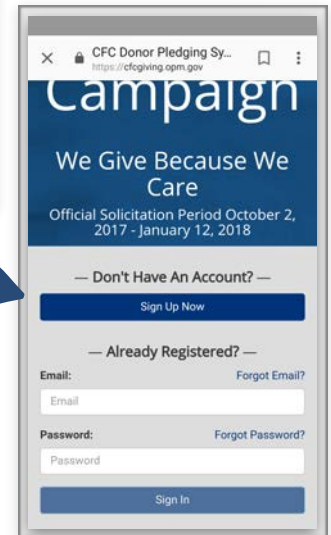 CFC Donor Pledging Sy...
https://cfcgiving.opm.gov
Campaign
We Give Because We
Care
Official Solicitation Period October 2,
2017 - January 12, 2018
— Don't Have An Account? —
Sign Up Now
— Already Registered? —
Email: Forgot Email?
Email
Password: Forgot Password?
Password
Sign In